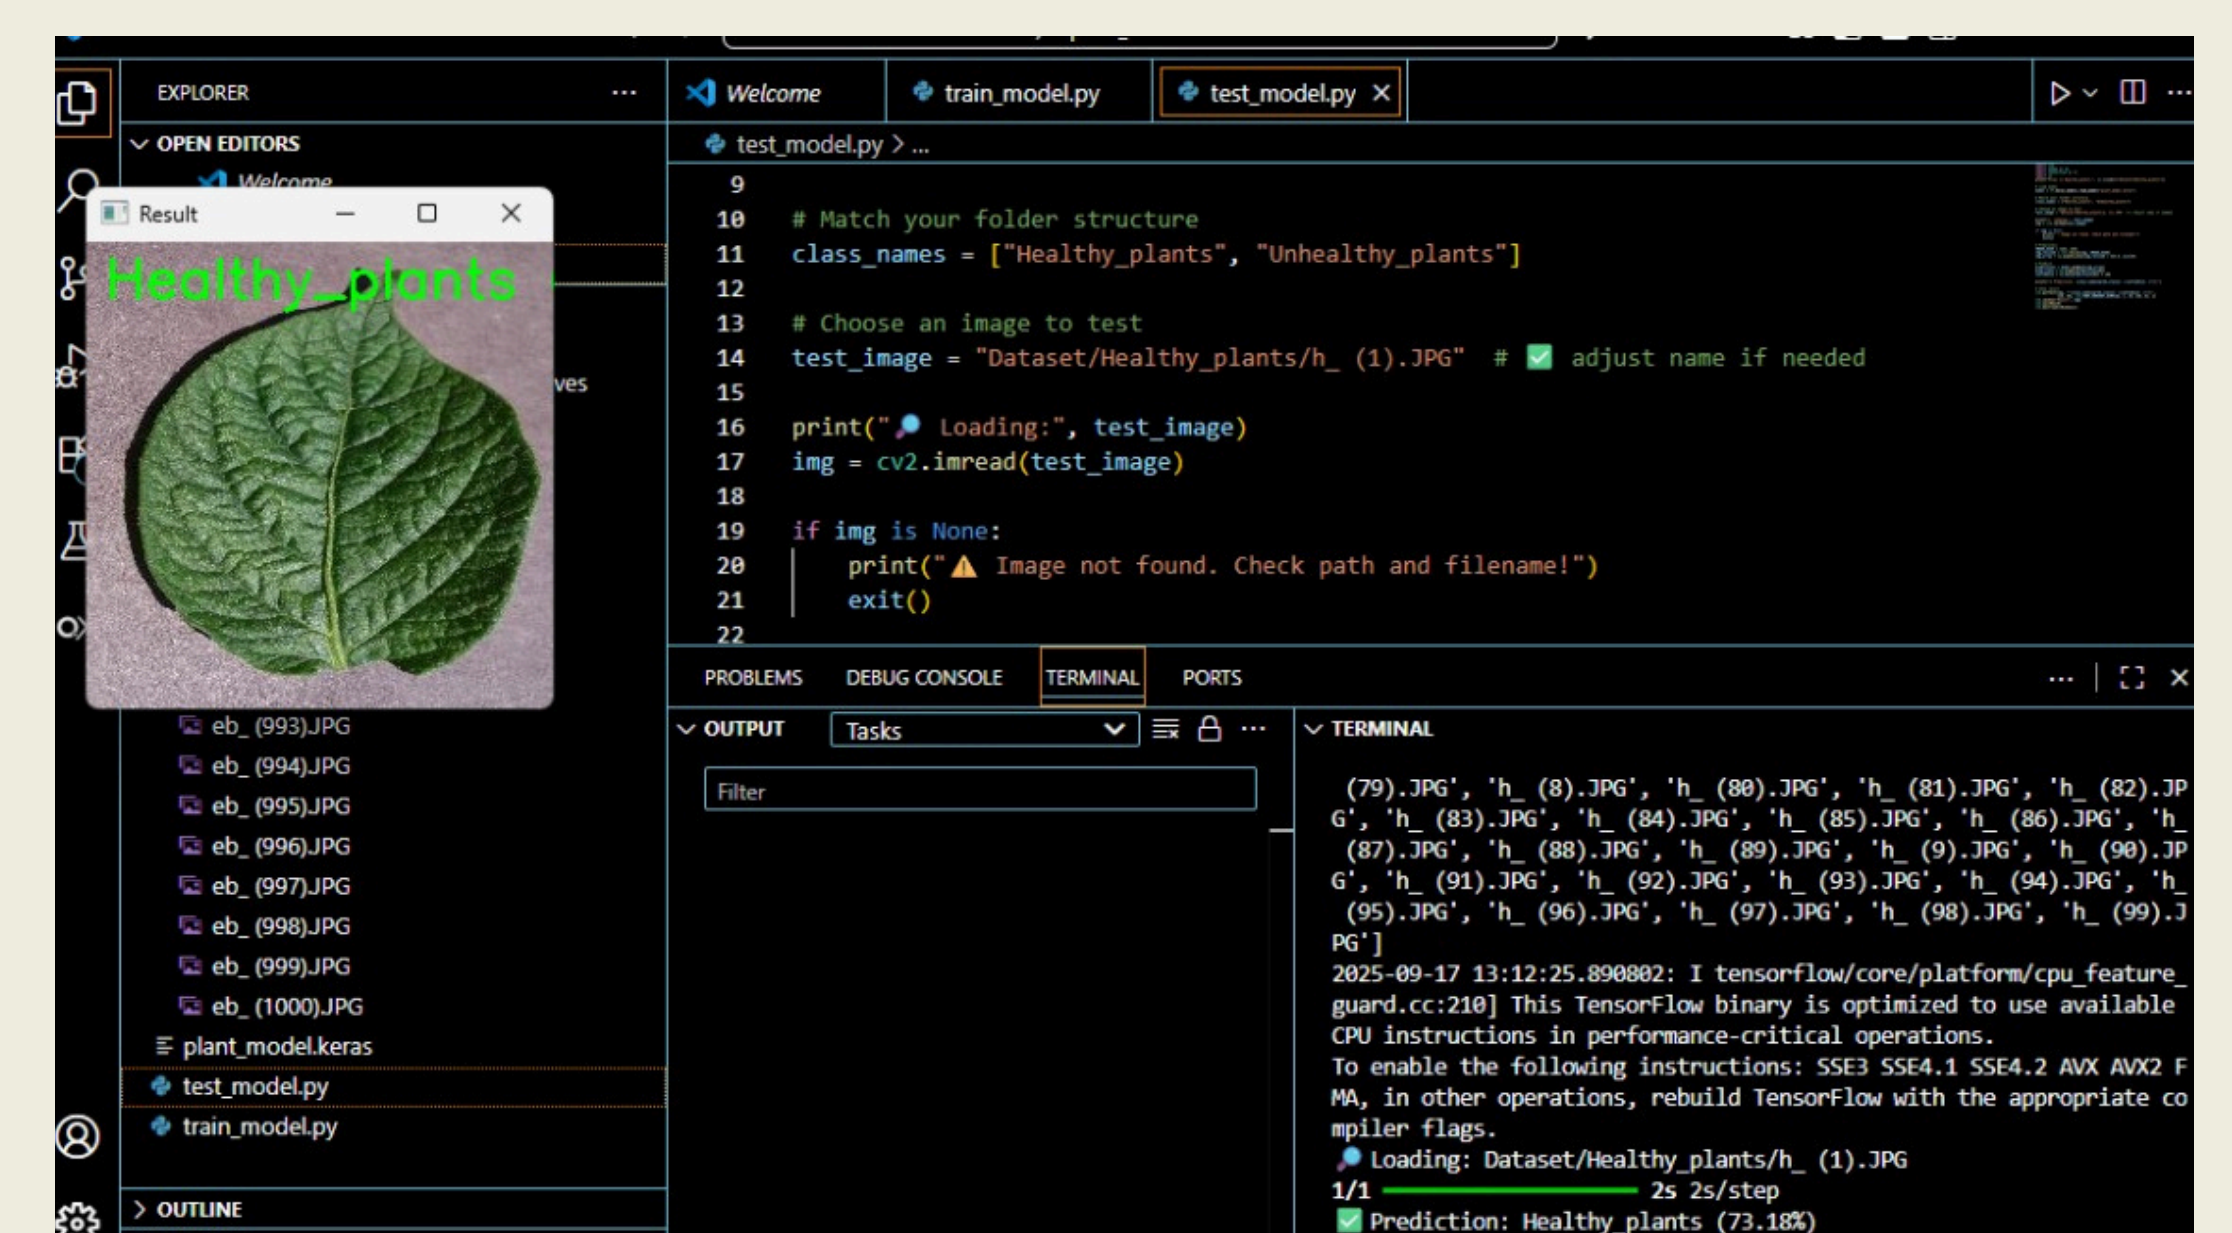 EXPLORER
OPEN EDITORS
Welcome
Result
Healthy_plants
ves
eb_ (993).JPG
eb_ (994).JPG
eb_ (995).JPG
eb_ (996).JPG
eb_ (997).JPG
eb_ (998).JPG
eb_ (999).JPG
eb_ (1000).JPG
plant_model.keras
test_model.py
train_model.py
OUTLINE
Welcome
train_model.py
test_model.py
test_model.py > ...
9
10 # Match your folder structure
11 class_names = ["Healthy_plants", "Unhealthy_plants"]
12
13 # Choose an image to test
14 test_image = "Dataset/Healthy_plants/h_ (1).JPG" # ✅ adjust name if needed
15
16 print("🔎 Loading:", test_image)
17 img = cv2.imread(test_image)
18
19 if img is None:
20 print("⚠️ Image not found. Check path and filename!")
21 exit()
22
PROBLEMS DEBUG CONSOLE TERMINAL PORTS
OUTPUT Tasks
Filter
TERMINAL
(79).JPG', 'h_ (8).JPG', 'h_ (80).JPG', 'h_ (81).JPG', 'h_ (82).JP
G', 'h_ (83).JPG', 'h_ (84).JPG', 'h_ (85).JPG', 'h_ (86).JPG', 'h_
(87).JPG', 'h_ (88).JPG', 'h_ (89).JPG', 'h_ (9).JPG', 'h_ (90).JP
G', 'h_ (91).JPG', 'h_ (92).JPG', 'h_ (93).JPG', 'h_ (94).JPG', 'h_
(95).JPG', 'h_ (96).JPG', 'h_ (97).JPG', 'h_ (98).JPG', 'h_ (99).J
PG']
2025-09-17 13:12:25.890802: I tensorflow/core/platform/cpu_feature_
guard.cc:210] This TensorFlow binary is optimized to use available
CPU instructions in performance-critical operations.
To enable the following instructions: SSE3 SSE4.1 SSE4.2 AVX AVX2 F
MA, in other operations, rebuild TensorFlow with the appropriate co
mpiler flags.
🔎 Loading: Dataset/Healthy_plants/h_ (1).JPG
1/1 2s 2s/step
✅ Prediction: Healthy_plants (73.18%)